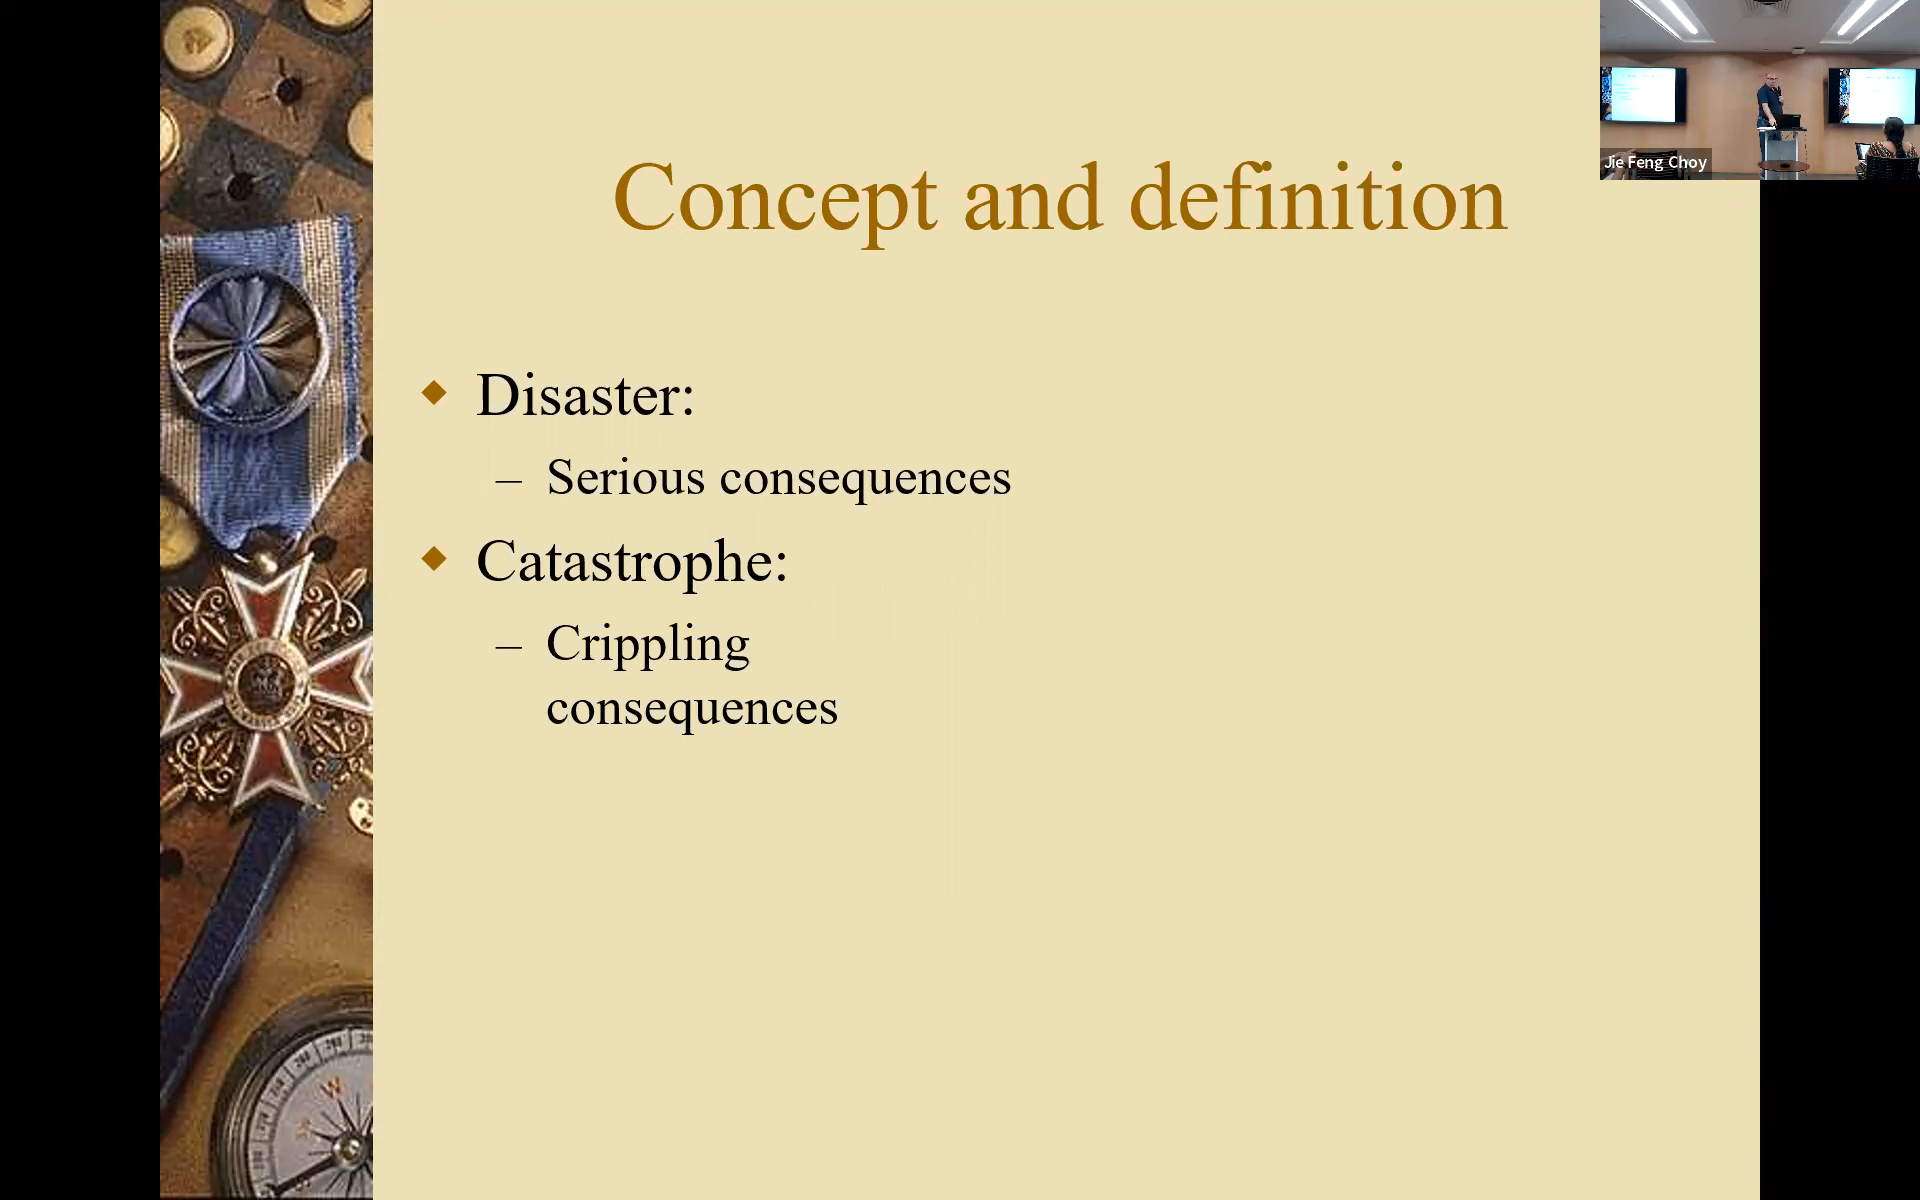 Concept and definition
Jie Feng Choy
◆ Disaster:
– Serious consequences
◆ Catastrophe:
– Crippling
consequences
W